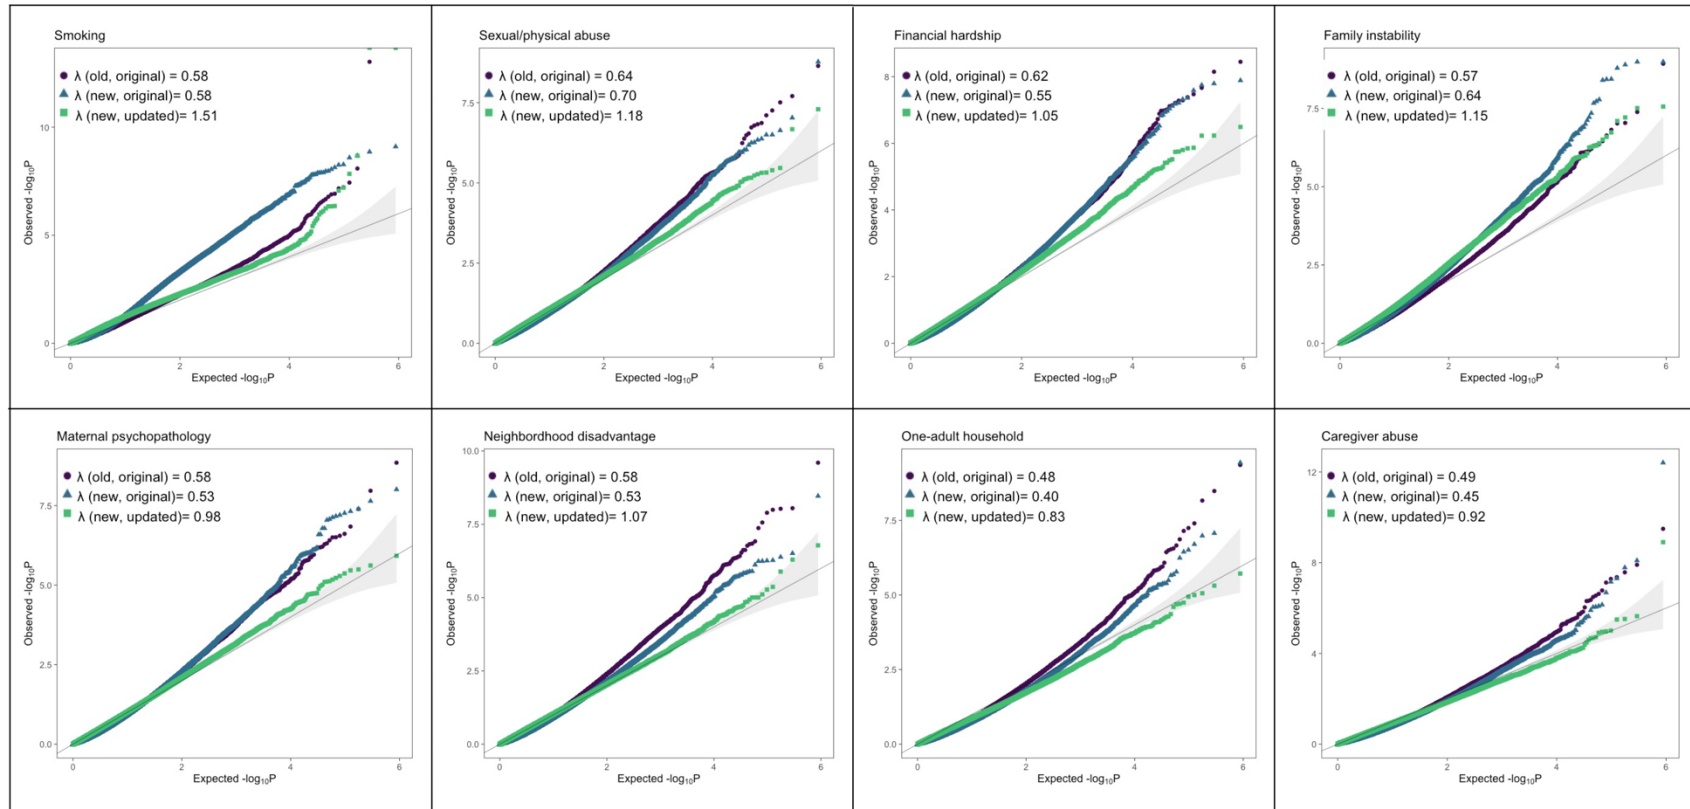 Smoking
λ (old, original) = 0.58
λ (new, original)= 0.58
λ (new, updated)= 1.51
10
5
0
0 2 4 6
Observed -log10P
Expected -log10P
Sexual/physical abuse
λ (old, original) = 0.64
λ (new, original)= 0.70
λ (new, updated)= 1.18
7.5
5.0
2.5
0.0
0 2 4 6
Observed -log10P
Expected -log10P
Financial hardship
λ (old, original) = 0.62
λ (new, original)= 0.55
λ (new, updated)= 1.05
8
6
4
2
0
0 2 4 6
Observed -log10P
Expected -log10P
Family instability
λ (old, original) = 0.57
λ (new, original)= 0.64
λ (new, updated)= 1.15
7.5
5.0
2.5
0.0
0 2 4 6
Observed -log10P
Expected -log10P
Maternal psychopathology
λ (old, original) = 0.58
λ (new, original)= 0.53
λ (new, updated)= 0.98
7.5
5.0
2.5
0.0
0 2 4 6
Observed -log10P
Expected -log10P
Neighbordhood disadvantage
λ (old, original) = 0.58
λ (new, original)= 0.53
λ (new, updated)= 1.07
10.0
7.5
5.0
2.5
0.0
0 2 4 6
Observed -log10P
Expected -log10P
One-adult household
λ (old, original) = 0.48
λ (new, original)= 0.40
λ (new, updated)= 0.83
7.5
5.0
2.5
0.0
0 2 4 6
Observed -log10P
Expected -log10P
Caregiver abuse
λ (old, original) = 0.49
λ (new, original)= 0.45
λ (new, updated)= 0.92
12
8
4
0
0 2 4 6
Observed -log10P
Expected -log10P